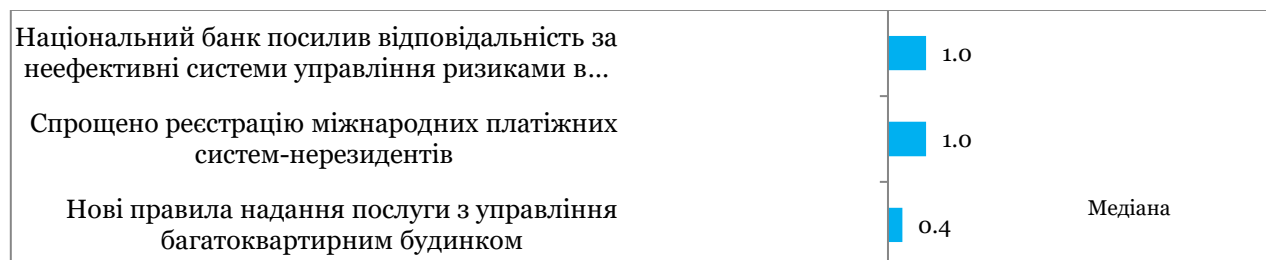 Національний банк посилив відповідальність за
неефективні системи управління ризиками в...
1.0
Спрощено реєстрацію міжнародних платіжних
систем-нерезидентів
1.0
Нові правила надання послуги з управління
багатоквартирним будинком
0.4
Медіана